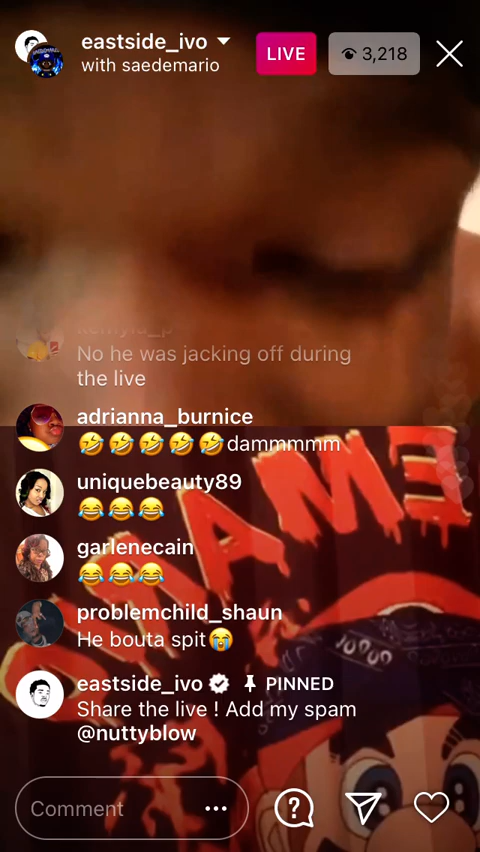 eastside_ivo
with saedemario
LIVE
3,218
No he was jacking off during
the live
adrianna_burnice
🤣🤣🤣🤣🤣dammmmm
uniquebeauty89
😂😂😂
garlenecain
😂😂😂
problemchild_shaun
He bouta spit😭
eastside_ivo PINNED
Share the live ! Add my spam
@nuttyblow
Comment